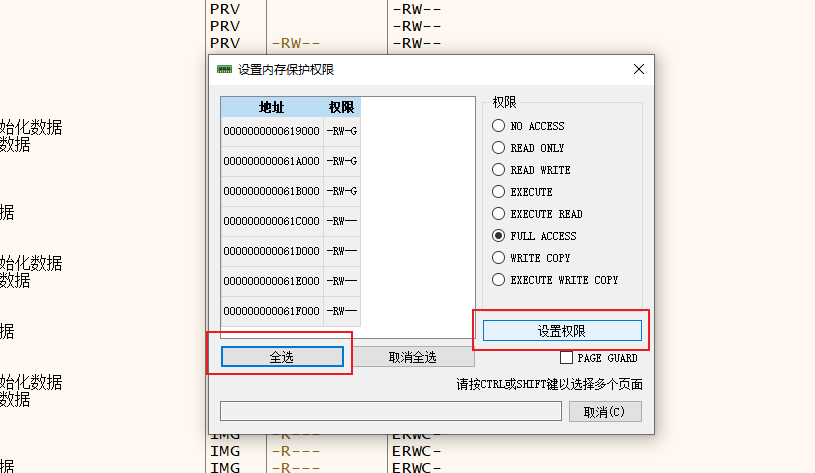 PRV -RW--
PRV -RW--
PRV -RW-- -RW--
设置内存保护权限
始化数据
数据
据
始化数据
数据
据
始化数据
数据
据
地址 权限
0000000000619000 -RW-G
000000000061A000 -RW-G
000000000061B000 -RW-G
000000000061C000 -RW--
000000000061D000 -RW--
000000000061E000 -RW--
000000000061F000 -RW--
权限
NO ACCESS
READ ONLY
READ WRITE
EXECUTE
EXECUTE READ
FULL ACCESS
WRITE COPY
EXECUTE WRITE COPY
设置权限
全选 取消全选
PAGE GUARD
请按CTRL或SHIFT键以选择多个页面
取消(C)
IMG -R--- ERWC-
IMG -R--- ERWC-
IMG -R--- ERWC-